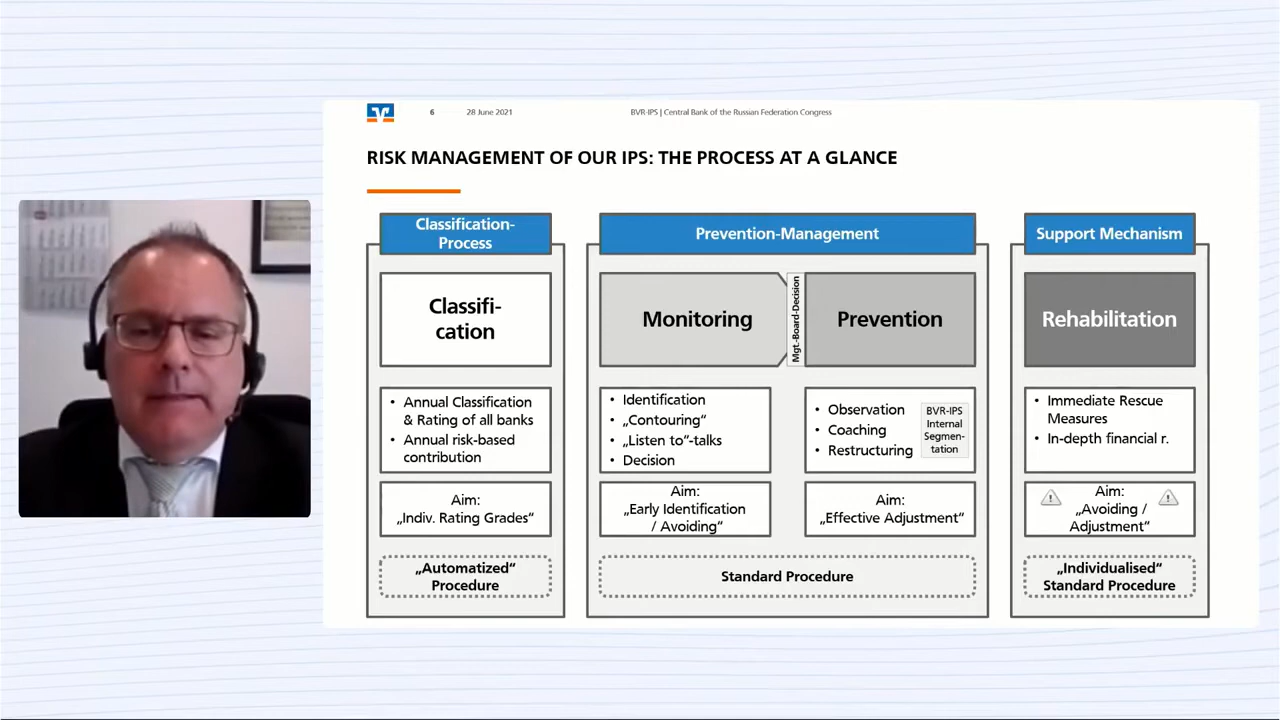 6 28 June 2021 BVR-IPS | Central Bank of the Russian Federation Congress
RISK MANAGEMENT OF OUR IPS: THE PROCESS AT A GLANCE
Classification-
Process
Classifi-
cation
• Annual Classification
& Rating of all banks
• Annual risk-based
contribution
Aim:
„Indiv. Rating Grades“
„Automatized“
Procedure
Prevention-Management
Monitoring
Mgt.-Board-Decision
Prevention
• Identification
• „Contouring“
• „Listen to“-talks
• Decision
• Observation
• Coaching
• Restructuring
BVR-IPS
Internal
Segmen-
tation
Aim:
„Early Identification
/ Avoiding“
Aim:
„Effective Adjustment“
Standard Procedure
Support Mechanism
Rehabilitation
• Immediate Rescue
Measures
• In-depth financial r.
Aim:
„Avoiding /
Adjustment“
„Individualised“
Standard Procedure